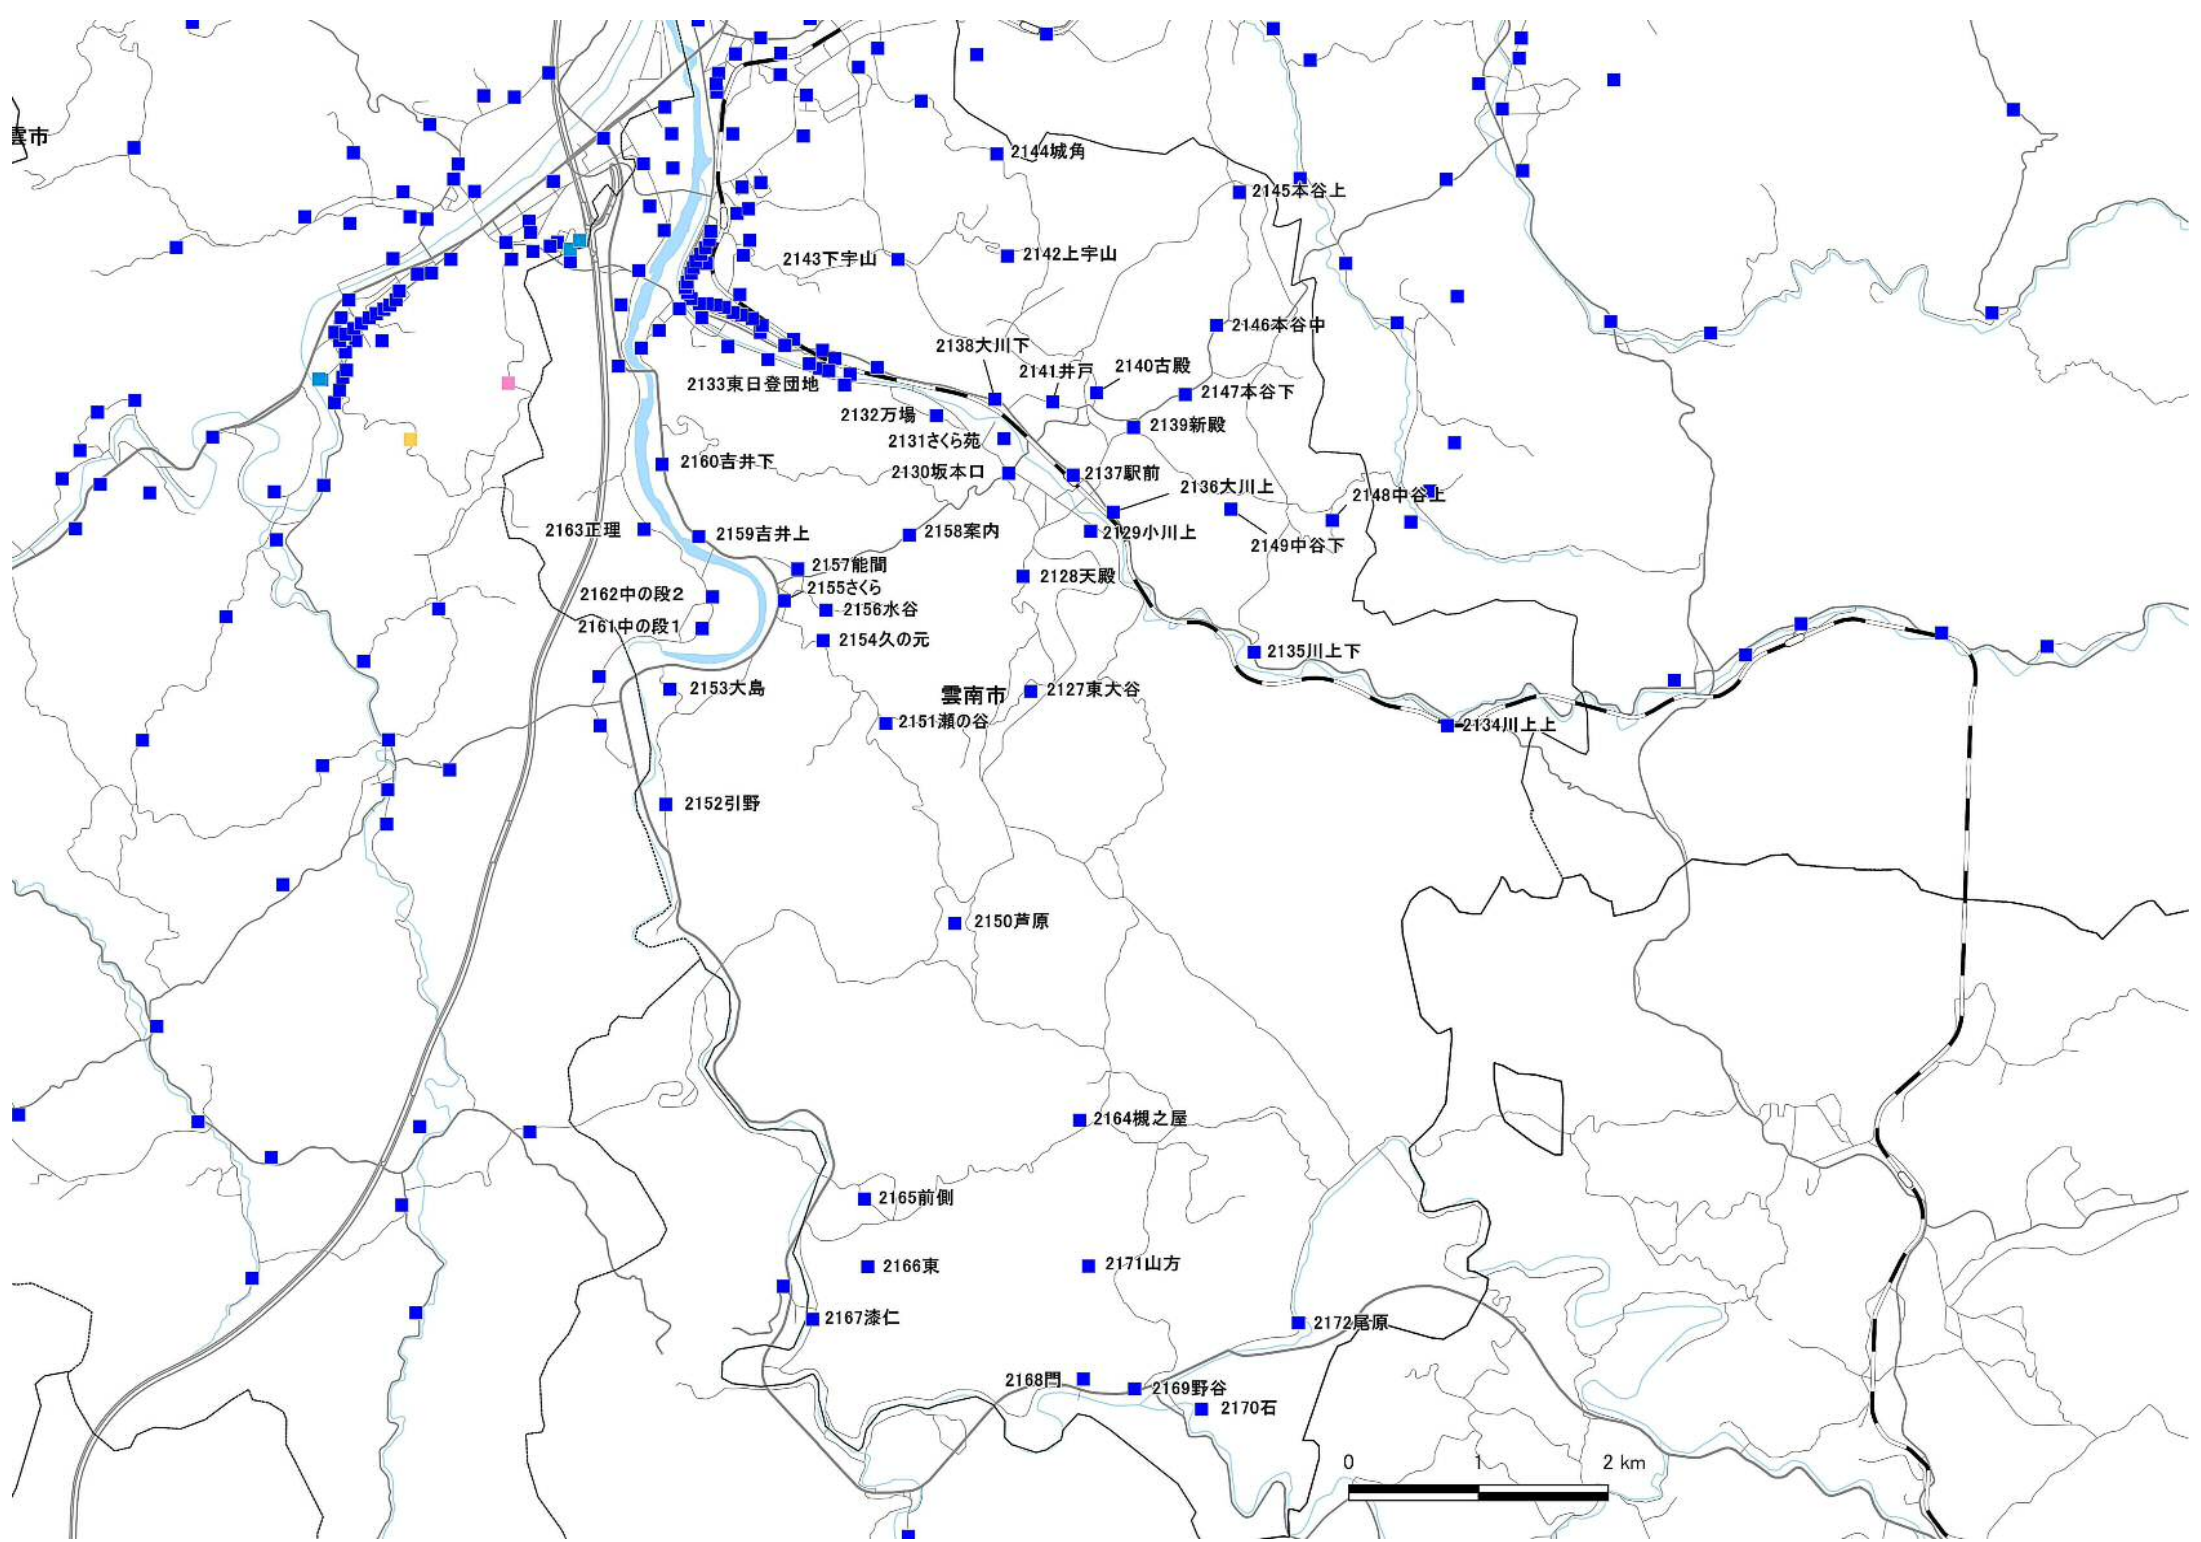 雲市
2144城角
2145本谷上
2143下宇山
2142上宇山
2146本谷中
2138大川下
2141井戸
2140古殿
2133東日登団地
2147本谷下
2132万場
2139新殿
2131さくら苑
2160吉井下
2130坂本口
2137駅前
2136大川上
2148中谷上
2163正理
2159吉井上
2158案内
2129小川上
2149中谷下
2157能間
2128天殿
2155さくら
2162中の段2
2156水谷
2161中の段1
2154久の元
2135川上下
2153大島
雲南市
2127東大谷
2151瀬の谷
2134川上上
2152引野
2150芦原
2164槻之屋
2165前側
2166東
2171山方
2167漆仁
2172尾原
2168門
2169野谷
2170石
0 1 2 km